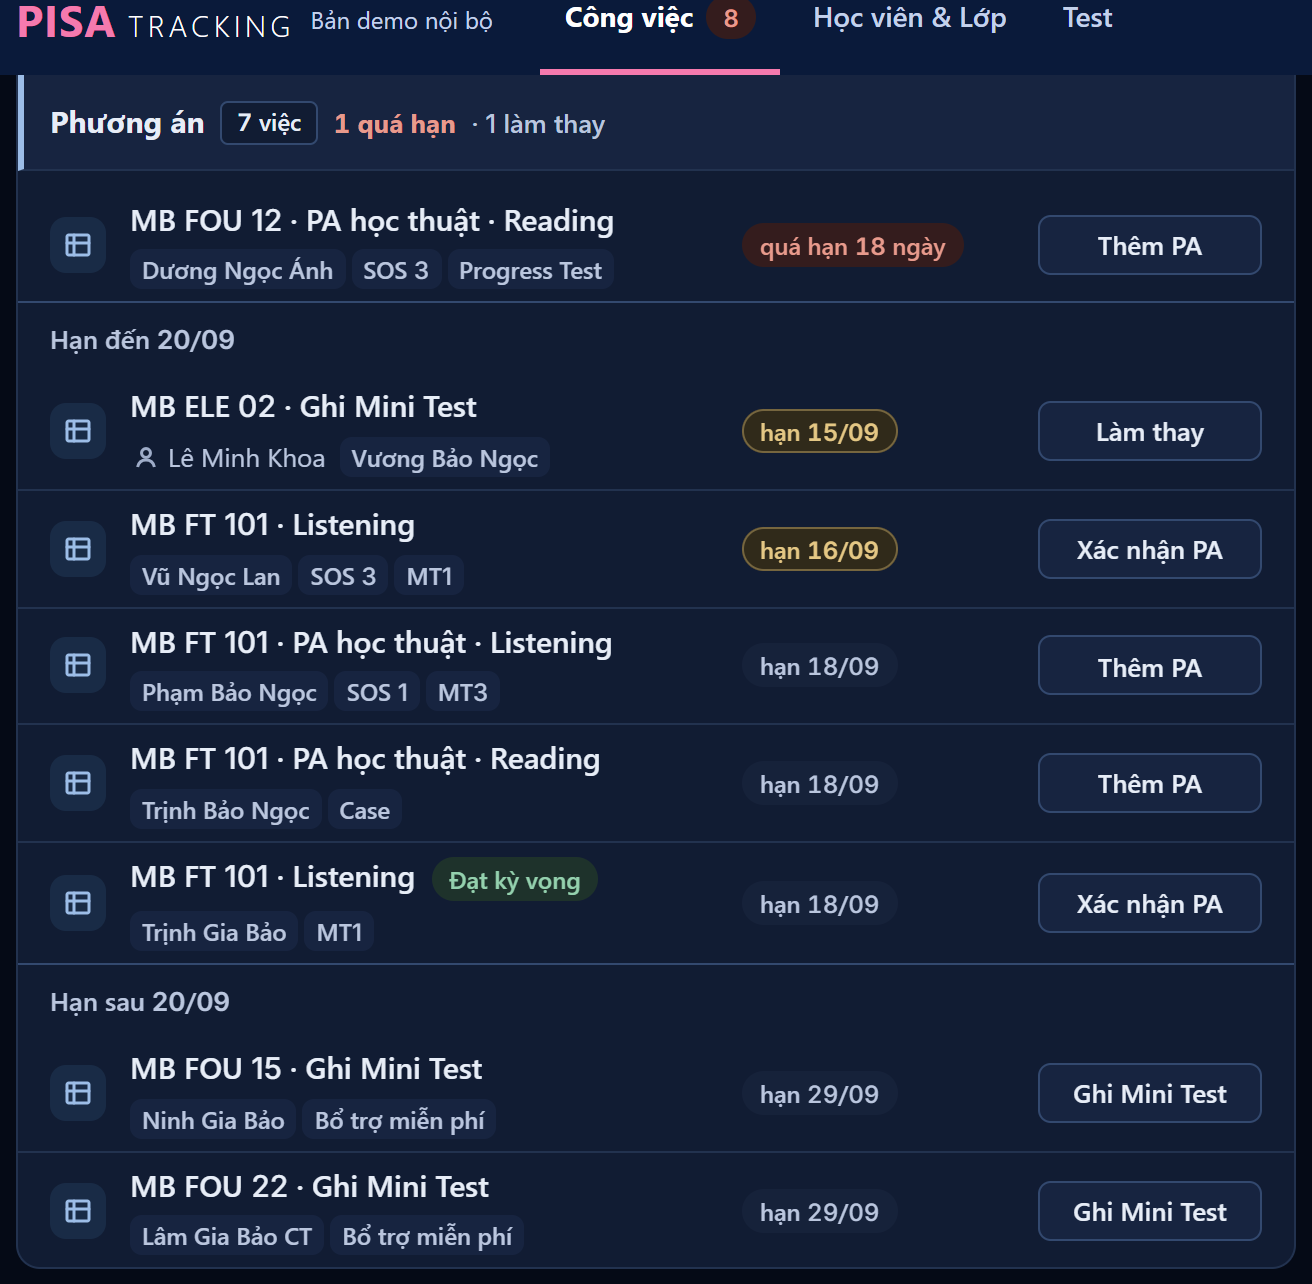 PISA TRACKING Bản demo nội bộ Công việc 8 Học viên & Lớp Test
Phương án 7 việc 1 quá hạn · 1 làm thay
MB FOU 12 · PA học thuật · Reading
Dương Ngọc Ánh SOS 3 Progress Test
quá hạn 18 ngày
Thêm PA
Hạn đến 20/09
MB ELE 02 · Ghi Mini Test
Lê Minh Khoa Vương Bảo Ngọc
hạn 15/09
Làm thay
MB FT 101 · Listening
Vũ Ngọc Lan SOS 3 MT1
hạn 16/09
Xác nhận PA
MB FT 101 · PA học thuật · Listening
Phạm Bảo Ngọc SOS 1 MT3
hạn 18/09
Thêm PA
MB FT 101 · PA học thuật · Reading
Trịnh Bảo Ngọc Case
hạn 18/09
Thêm PA
MB FT 101 · Listening Đạt kỳ vọng
Trịnh Gia Bảo MT1
hạn 18/09
Xác nhận PA
Hạn sau 20/09
MB FOU 15 · Ghi Mini Test
Ninh Gia Bảo Bổ trợ miễn phí
hạn 29/09
Ghi Mini Test
MB FOU 22 · Ghi Mini Test
Lâm Gia Bảo CT Bổ trợ miễn phí
hạn 29/09
Ghi Mini Test